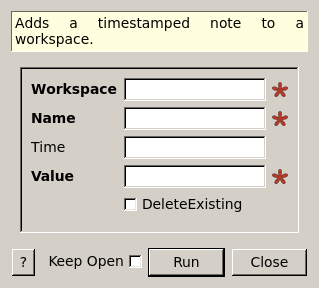 Adds a timestamped note to a
workspace.
Workspace
Name
Time
Value
DeleteExisting
? Keep Open Run Close